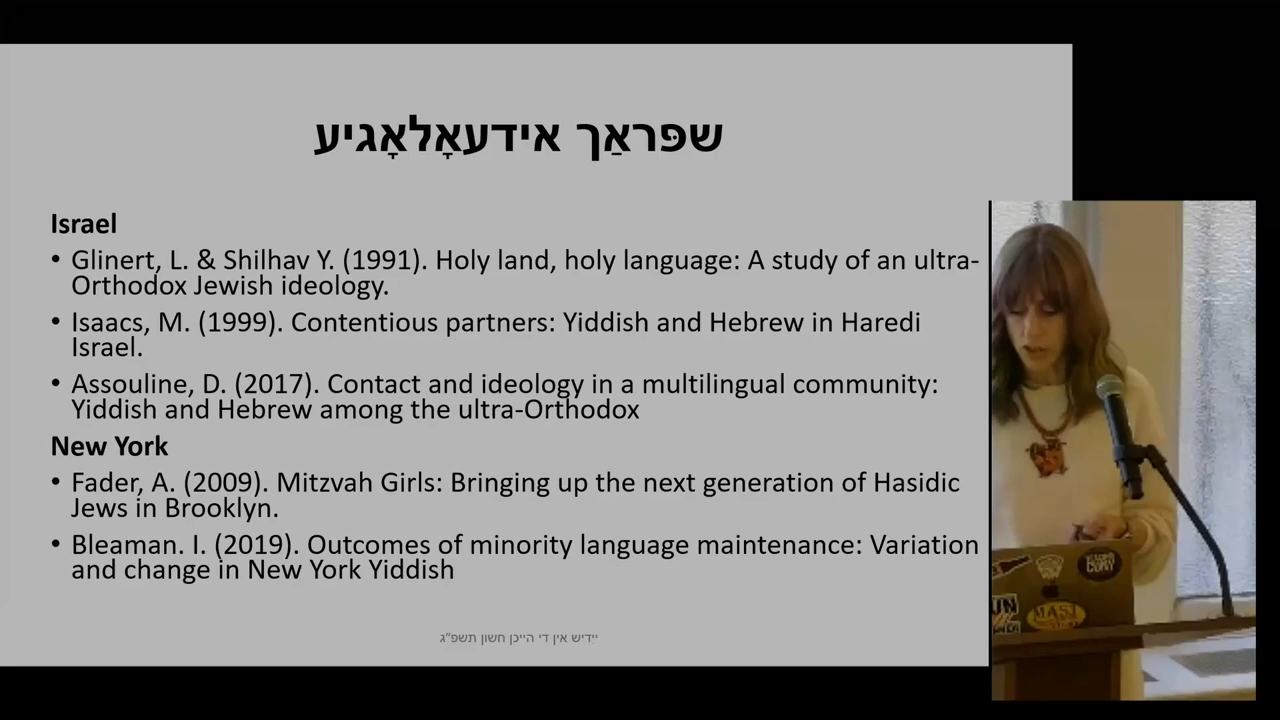 שפּראַך אידעאָלאָגיע
Israel
• Glinert, L. & Shilhav Y. (1991). Holy land, holy language: A study of an ultra-
Orthodox Jewish ideology.
• Isaacs, M. (1999). Contentious partners: Yiddish and Hebrew in Haredi
Israel.
• Assouline, D. (2017). Contact and ideology in a multilingual community:
Yiddish and Hebrew among the ultra-Orthodox
New York
• Fader, A. (2009). Mitzvah Girls: Bringing up the next generation of Hasidic
Jews in Brooklyn.
• Bleaman. I. (2019). Outcomes of minority language maintenance: Variation
and change in New York Yiddish
יידיש אין די הייכן חשון תשפ"ג